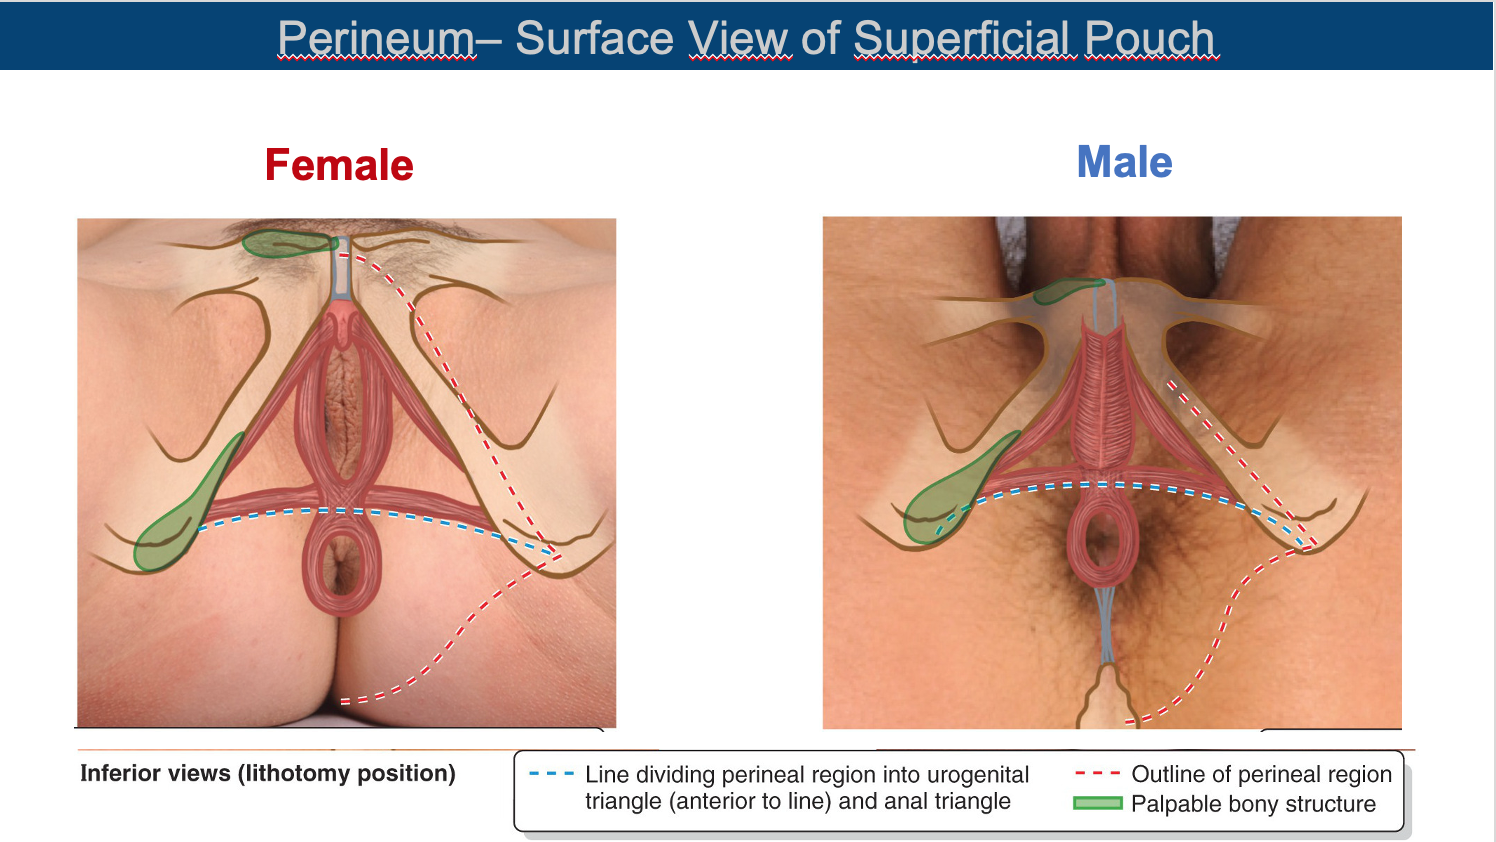 Perineum– Surface View of Superficial Pouch
Female
Male
Inferior views (lithotomy position)
Line dividing perineal region into urogenital
triangle (anterior to line) and anal triangle
Outline of perineal region
Palpable bony structure